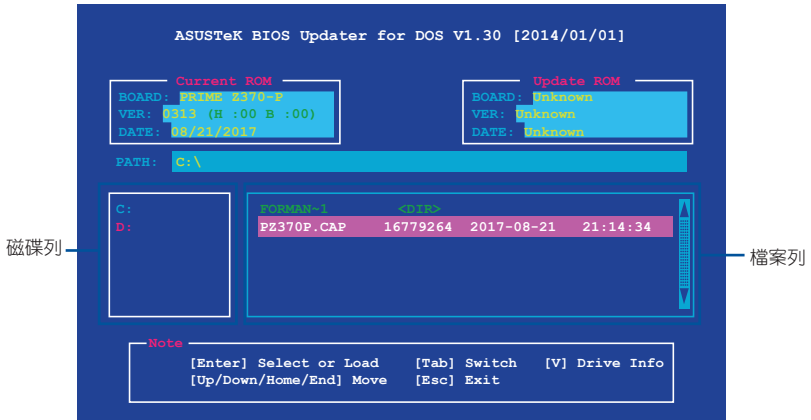 ASUSTeK BIOS Updater for DOS V1.30 [2014/01/01]
Current ROM
BOARD: PRIME Z370-P
VER: 0313 (H :00 B :00)
DATE: 08/21/2017
Update ROM
BOARD: Unknown
VER: Unknown
DATE: Unknown
PATH: C:\
C:
D:
FORMAN~1 <DIR>
PZ370P.CAP 16779264 2017-08-21 21:14:34
磁碟列
檔案列
Note
[Enter] Select or Load [Tab] Switch [V] Drive Info
[Up/Down/Home/End] Move [Esc] Exit